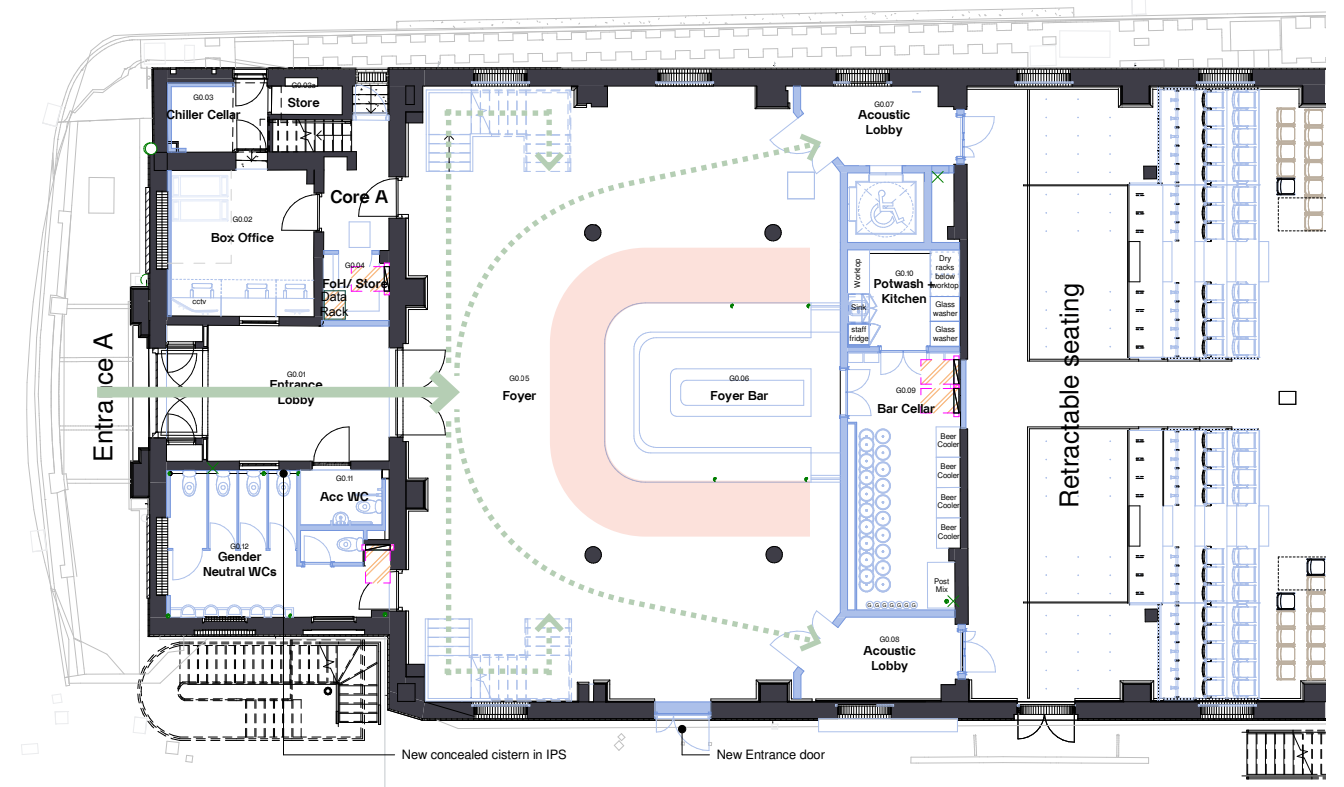 G0.03
Chiller Cellar
G0.03a
Store
G0.07
Acoustic
Lobby
Core A
G0.02
Box Office
cctv
G0.04
FoH/ Store
Data
Rack
Worktop
Sink
staff
fridge
G0.10
Potwash +
Kitchen
Dry
racks
below
worktop
Glass
washer
Glass
washer
Entrance A
G0.01
Entrance
Lobby
G0.05
Foyer
G0.06
Foyer Bar
G0.09
Bar Cellar
Retractable seating
Beer
Cooler
Beer
Cooler
Beer
Cooler
Beer
Cooler
G0.11
Acc WC
G0.12
Gender
Neutral WCs
Post
Mix
G G G G G G G
G0.08
Acoustic
Lobby
New concealed cistern in IPS
New Entrance door